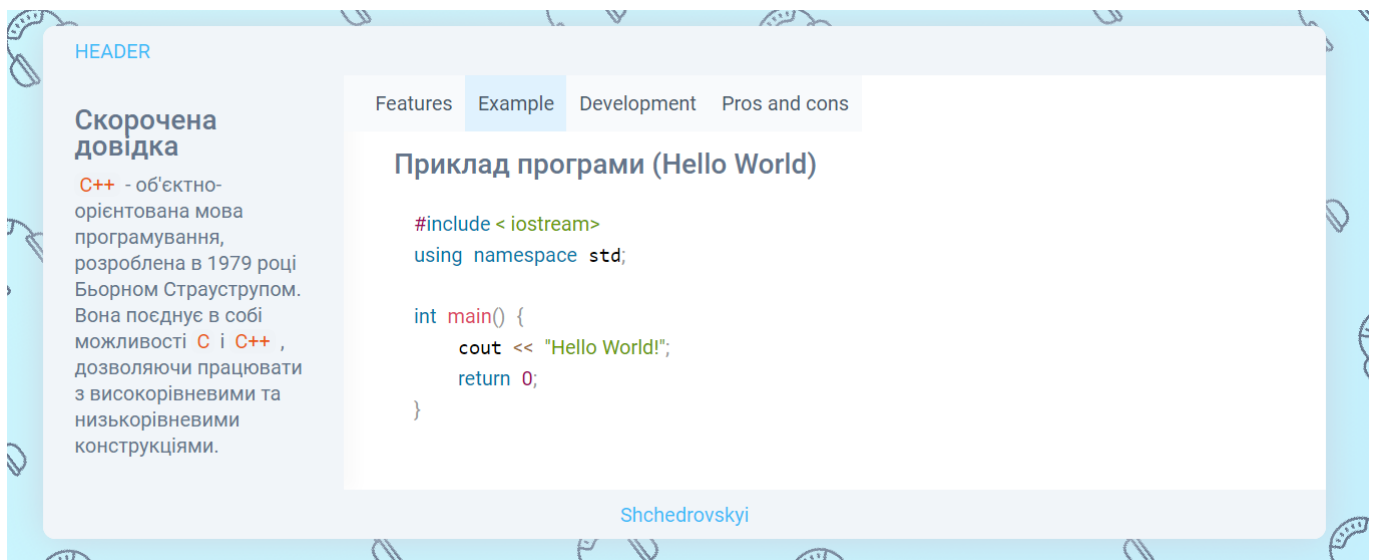 HEADER
Скорочена
довідка
C++ - об'єктно-
орієнтована мова
програмування,
розроблена в 1979 році
Бьорном Страуструпом.
Вона поєднує в собі
можливості C і C++ ,
дозволяючи працювати
з високорівневими та
низькорівневими
конструкціями.
Features Example Development Pros and cons
Приклад програми (Hello World)
#include < iostream>
using namespace std;
int main() {
cout << "Hello World!";
return 0;
}
Shchedrovskyi